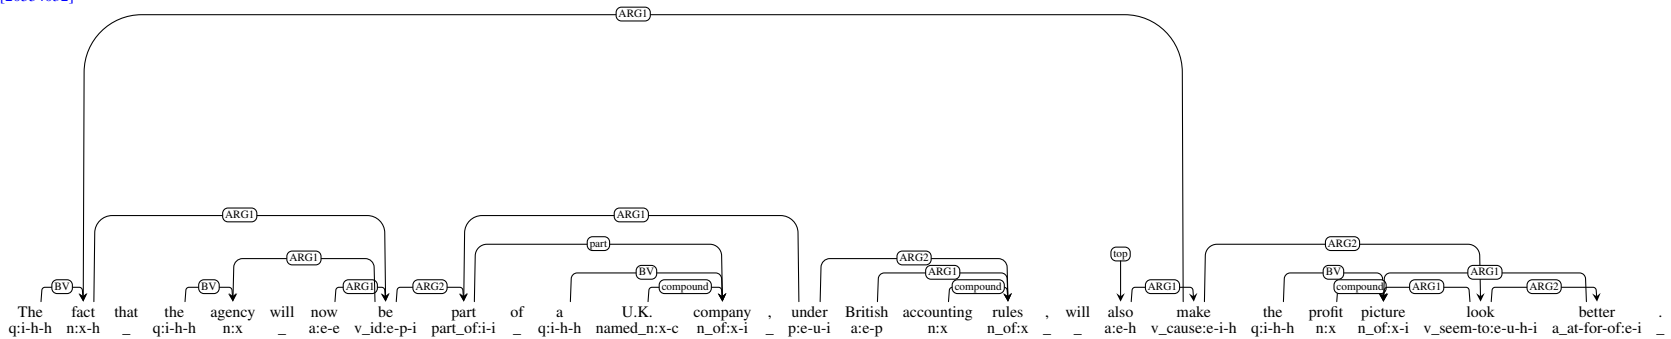 ARG1
ARG1 ARG1
part top
ARG1 ARG2 ARG2
BV ARG1 BV ARG1
BV BV ARG1 ARG2 compound compound ARG1 compound ARG1 ARG2
The fact that the agency will now be part of a U.K. company , under British accounting rules , will also make the profit picture look better .
q:i-h-h n:x-h _ q:i-h-h n:x _ a:e-e v_id:e-p-i part_of:i-i _ q:i-h-h named_n:x-c n_of:x-i _ p:e-u-i a:e-p n:x n_of:x _ _ a:e-h v_cause:e-i-h q:i-h-h n:x n_of:x-i v_seem-to:e-u-h-i a_at-for-of:e-i _